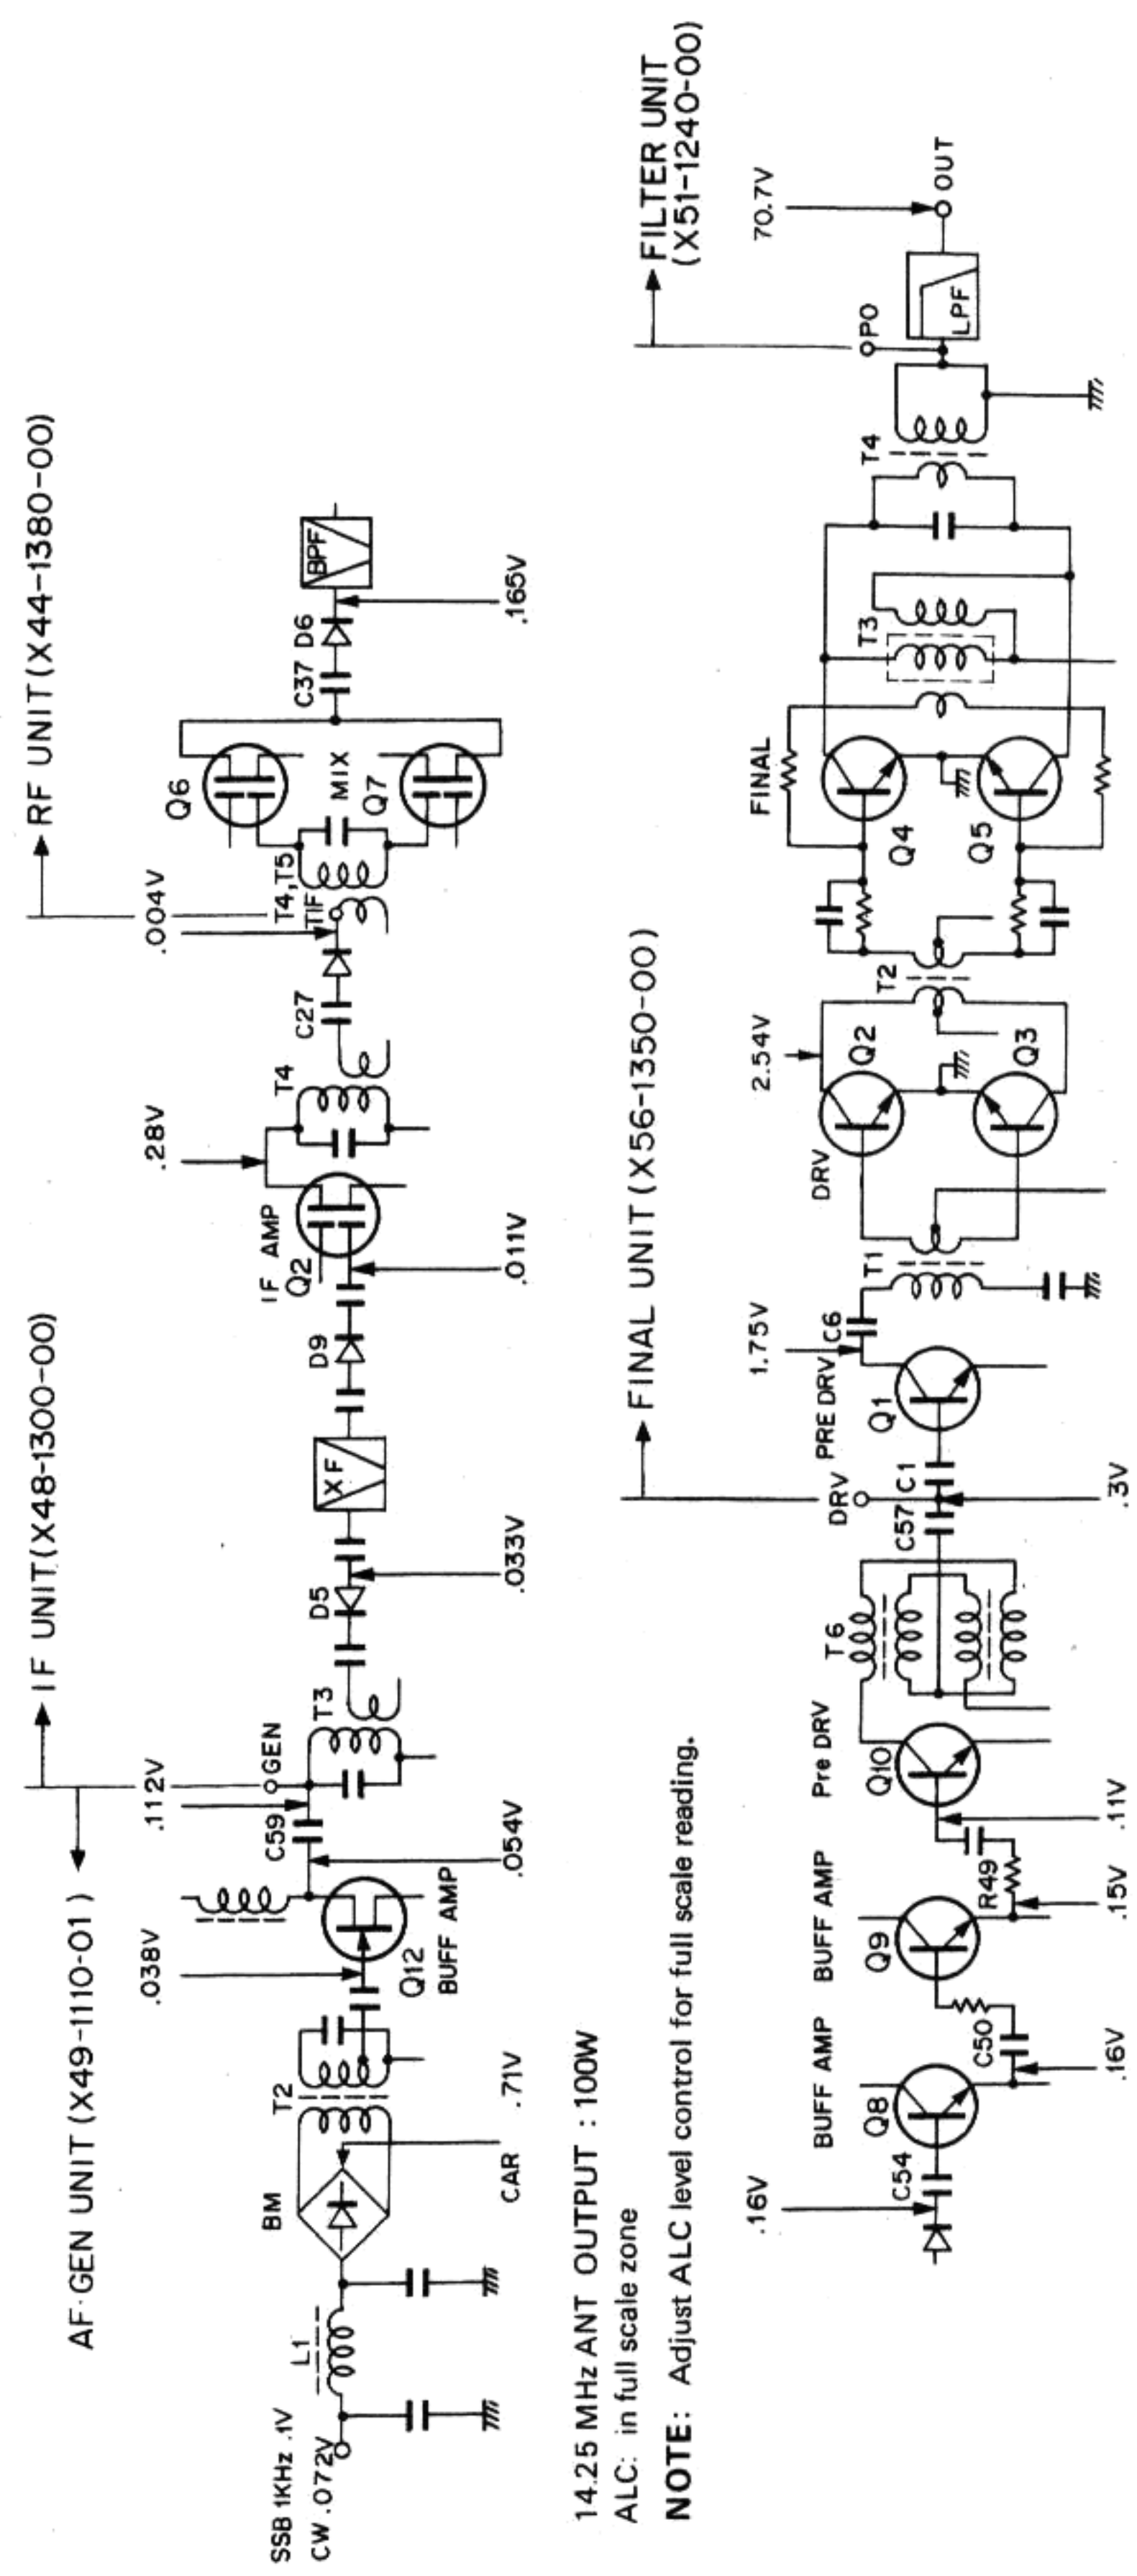 AF·GEN UNIT (X49-1110-01)
IF UNIT(X48-1300-00)
RF UNIT(X44-1380-00)
SSB 1KHz .1V
CW .072V
L1
BM
CAR .71V
T2
.038V
Q12
BUFF AMP
.054V
C59
.112V
GEN
T3
D5
.033V
XF
D9
.011V
IF AMP
Q2
.28V
T4
C27
.004V
TIF
T4,T5
Q6
MIX
Q7
C37
D6
.165V
BPF
14.25 MHz ANT OUTPUT : 100W
ALC: in full scale zone
NOTE: Adjust ALC level control for full scale reading.
FINAL UNIT (X56-1350-00)
FILTER UNIT
(X51-1240-00)
.16V
C54
BUFF AMP
Q8
.16V
C50
BUFF AMP
Q9
.15V
R49
.11V
Pre DRV
Q10
T6
C57
DRV
.3V
C1
PRE DRV
Q1
1.75V
C6
T1
DRV
Q2
Q3
2.54V
T2
FINAL
Q4
Q5
T3
T4
PO
LPF
70.7V
OUT